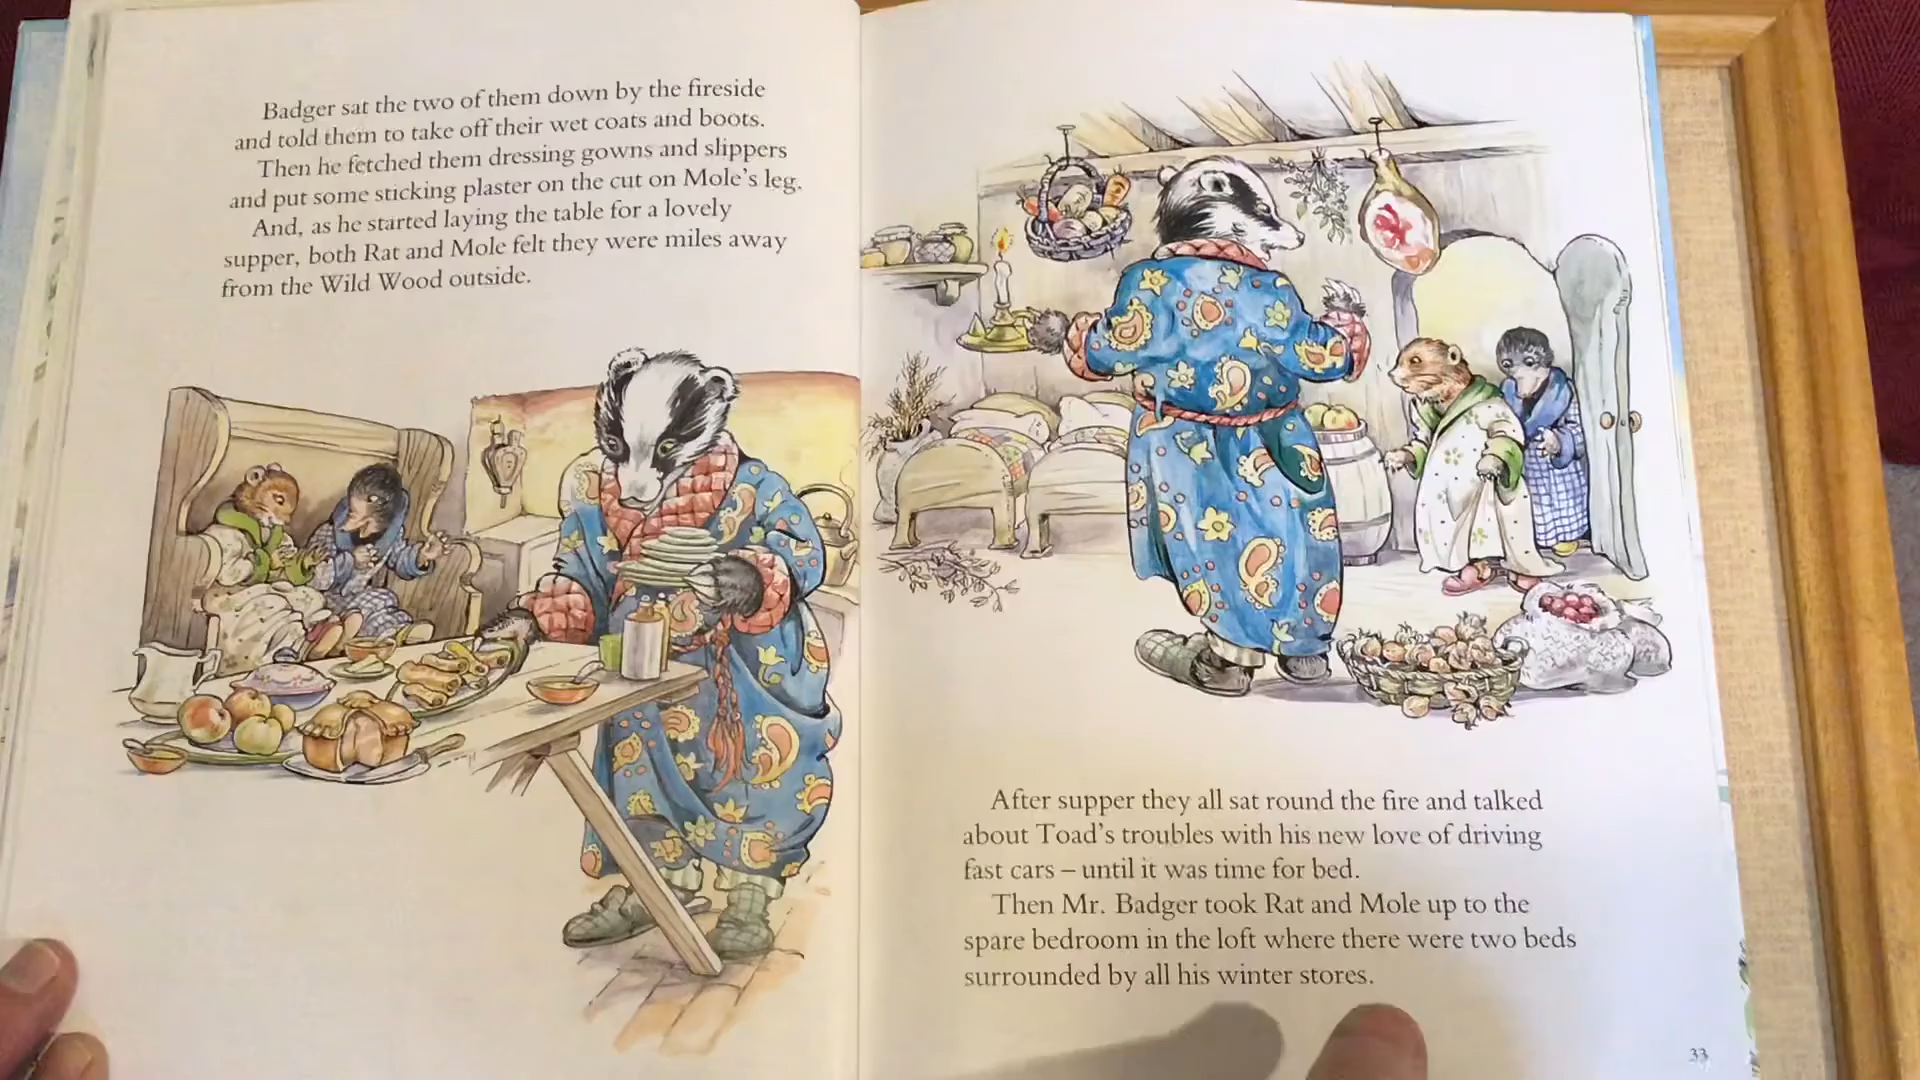 Badger sat the two of them down by the fireside
and told them to take off their wet coats and boots.
Then he fetched them dressing gowns and slippers
and put some sticking plaster on the cut on Mole's leg.
And, as he started laying the table for a lovely
supper, both Rat and Mole felt they were miles away
from the Wild Wood outside.
After supper they all sat round the fire and talked
about Toad's troubles with his new love of driving
fast cars – until it was time for bed.
Then Mr. Badger took Rat and Mole up to the
spare bedroom in the loft where there were two beds
surrounded by all his winter stores.
33